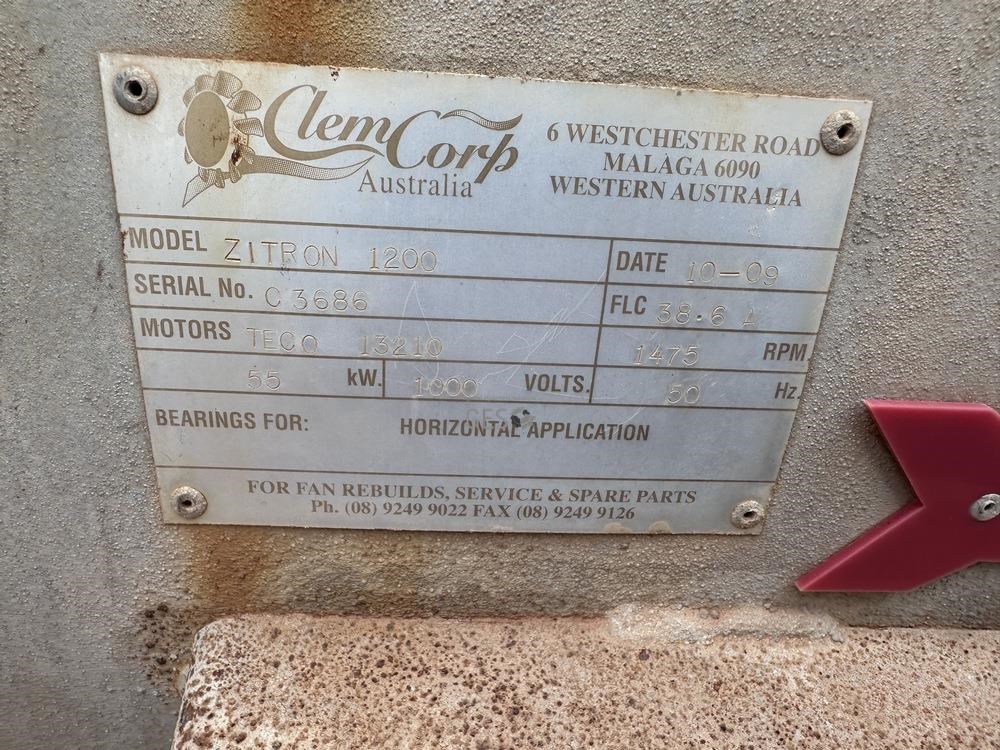 ClemCorp
Australia
6 WESTCHESTER ROAD
MALAGA 6090
WESTERN AUSTRALIA
MODEL ZITRON 1200
DATE 10-09
SERIAL No. C3686
FLC 38.6 A
MOTORS TECO 13210
1475 RPM
55 kW. 1000 VOLTS. 50 Hz.
BEARINGS FOR: HORIZONTAL APPLICATION
FOR FAN REBUILDS, SERVICE & SPARE PARTS
Ph. (08) 9249 9022 FAX (08) 9249 9126